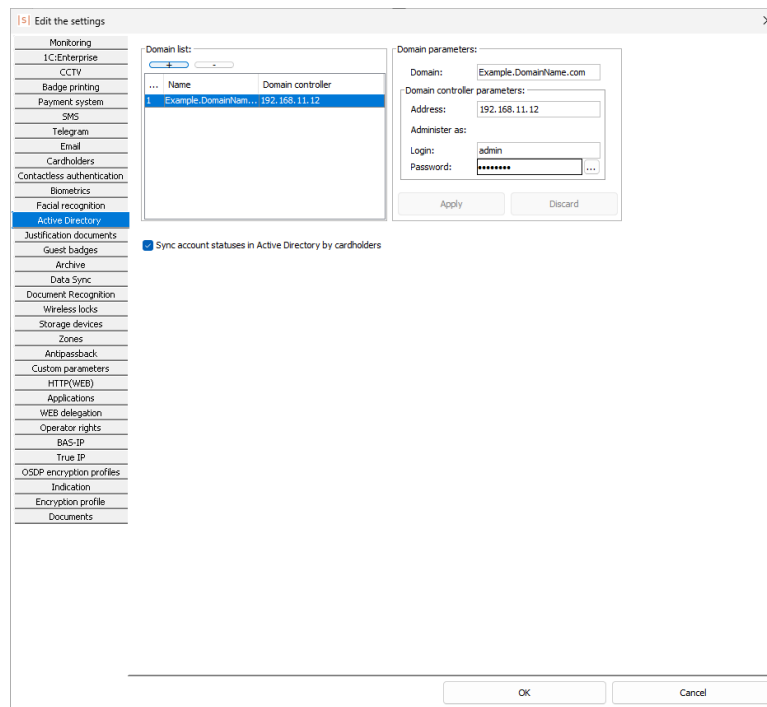 |S| Edit the settings
Monitoring
1C:Enterprise
CCTV
Badge printing
Payment system
SMS
Telegram
Email
Cardholders
Contactless authentication
Biometrics
Facial recognition
Active Directory
Justification documents
Guest badges
Archive
Data Sync
Document Recognition
Wireless locks
Storage devices
Zones
Antipassback
Custom parameters
HTTP(WEB)
Applications
WEB delegation
Operator rights
BAS-IP
True IP
OSDP encryption profiles
Indication
Encryption profile
Documents
Domain list:
+ -
... Name Domain controller
1 Example.DomainNam... 192.168.11.12
Domain parameters:
Domain: Example.DomainName.com
Domain controller parameters:
Address: 192.168.11.12
Administer as:
Login: admin
Password: •••••••• ...
Apply Discard
Sync account statuses in Active Directory by cardholders
OK Cancel